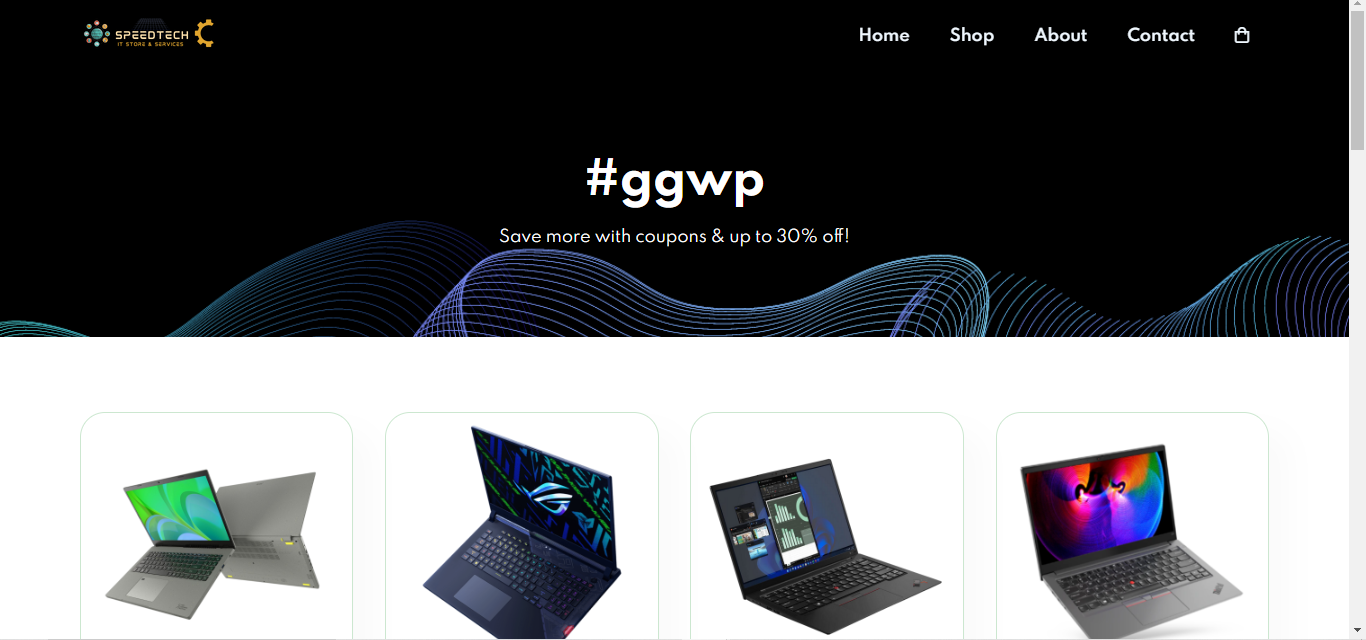 SPEEDTECH
IT STORE & SERVICES
Home Shop About Contact
#ggwp
Save more with coupons & up to 30% off!